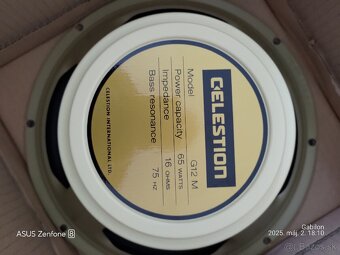 CELESTION
Model G12 M
Power capacity 65 WATTS
Impedance 16 OHMS
Bass resonance 75 HZ
CELESTION INTERNATIONAL LTD.
ASUS Zenfone 8
Gabilon
2025. máj. 2. 18:10